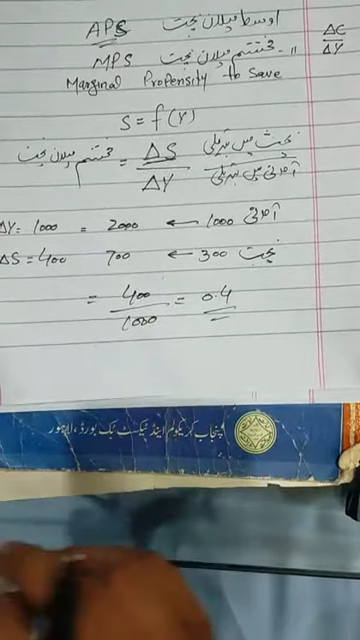 اوسط میلان بچت APS
مختتم میلان بچت MPS
Marginal Propensity to Save
ΔC/ΔY
S = f(Y)
مختتم میلان بچت = ΔS/ΔY بچت میں تبدیلی/آمدنی میں تبدیلی
ΔY = 1000 = 2000 ← 1000 آمدنی
ΔS = 400 700 ← 300 بچت
= 400/1000 = 0.4
پنجاب کریکولم اینڈ ٹیکسٹ بک بورڈ، لاہور